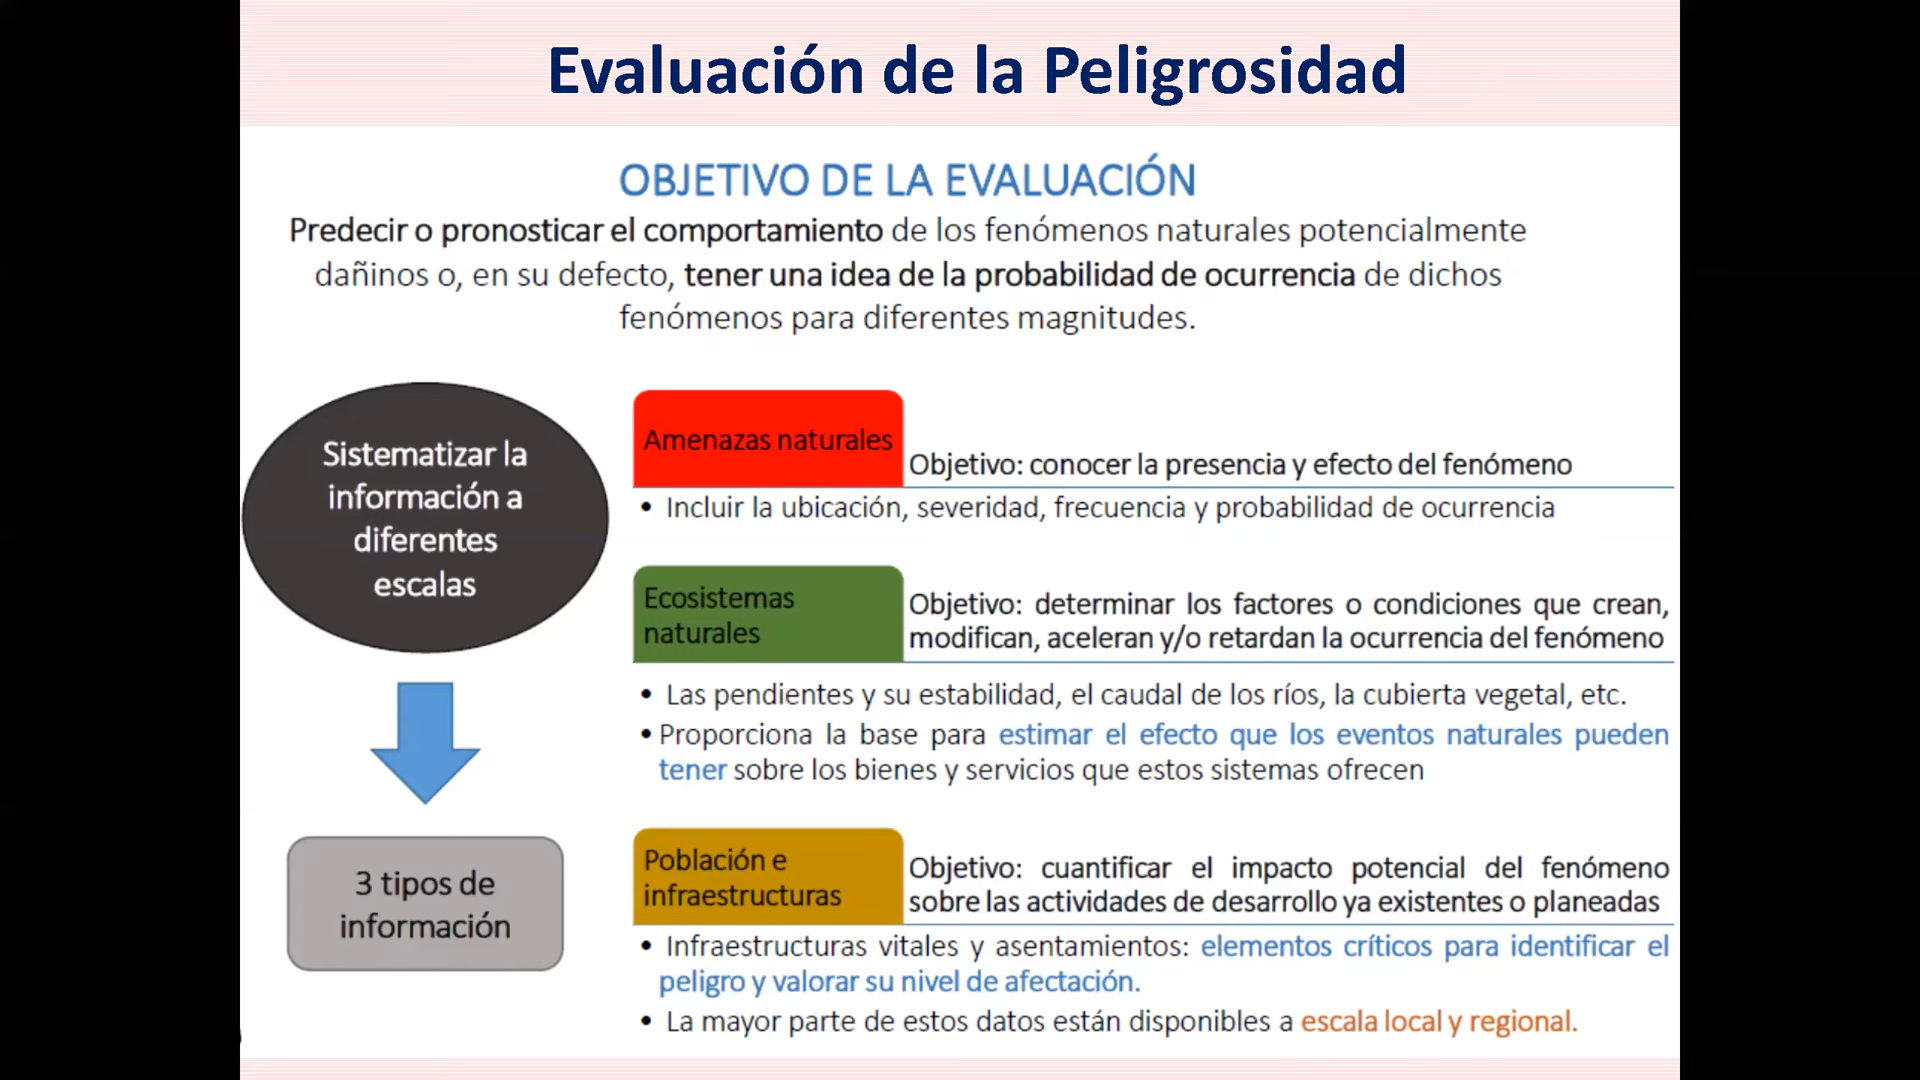 Evaluación de la Peligrosidad
OBJETIVO DE LA EVALUACIÓN
Predecir o pronosticar el comportamiento de los fenómenos naturales potencialmente
dañinos o, en su defecto, tener una idea de la probabilidad de ocurrencia de dichos
fenómenos para diferentes magnitudes.
Sistematizar la
información a
diferentes
escalas
3 tipos de
información
Amenazas naturales
Objetivo: conocer la presencia y efecto del fenómeno
• Incluir la ubicación, severidad, frecuencia y probabilidad de ocurrencia
Ecosistemas
naturales
Objetivo: determinar los factores o condiciones que crean,
modifican, aceleran y/o retardan la ocurrencia del fenómeno
• Las pendientes y su estabilidad, el caudal de los ríos, la cubierta vegetal, etc.
• Proporciona la base para estimar el efecto que los eventos naturales pueden
tener sobre los bienes y servicios que estos sistemas ofrecen
Población e
infraestructuras
Objetivo: cuantificar el impacto potencial del fenómeno
sobre las actividades de desarrollo ya existentes o planeadas
• Infraestructuras vitales y asentamientos: elementos críticos para identificar el
peligro y valorar su nivel de afectación.
• La mayor parte de estos datos están disponibles a escala local y regional.